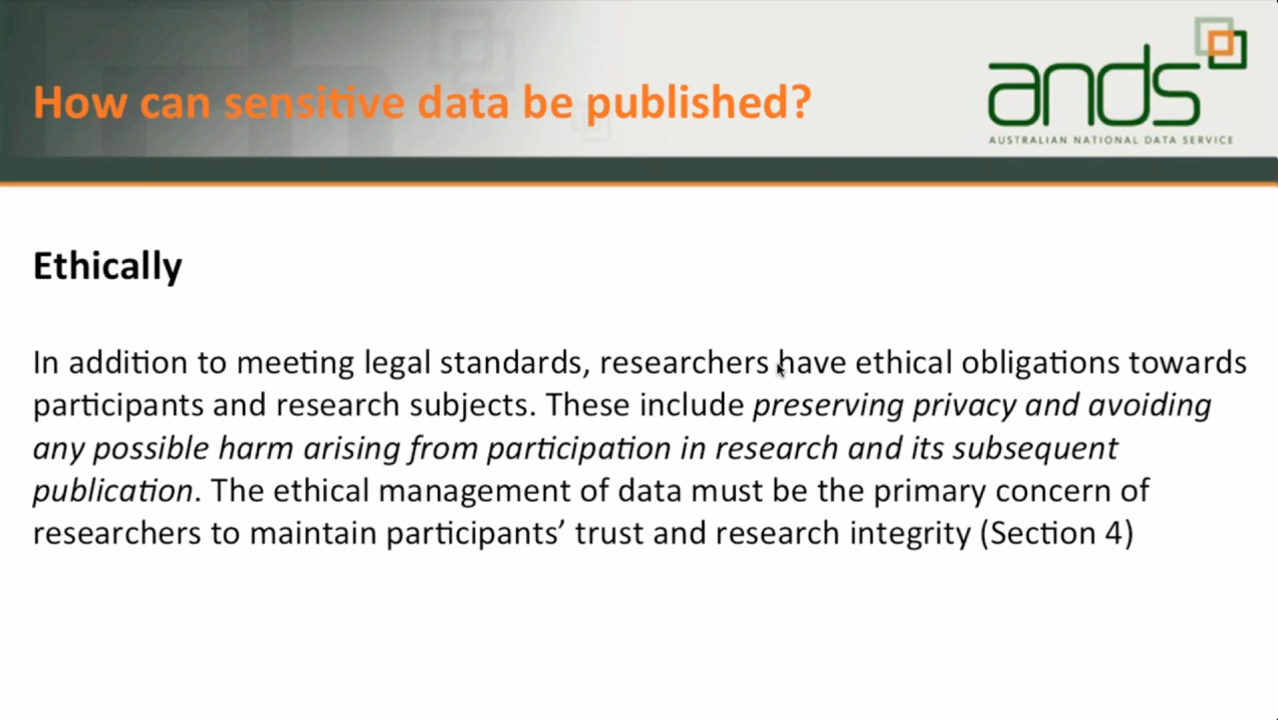 How can sensitive data be published?
ands
AUSTRALIAN NATIONAL DATA SERVICE
Ethically
In addition to meeting legal standards, researchers have ethical obligations towards
participants and research subjects. These include preserving privacy and avoiding
any possible harm arising from participation in research and its subsequent
publication. The ethical management of data must be the primary concern of
researchers to maintain participants’ trust and research integrity (Section 4)